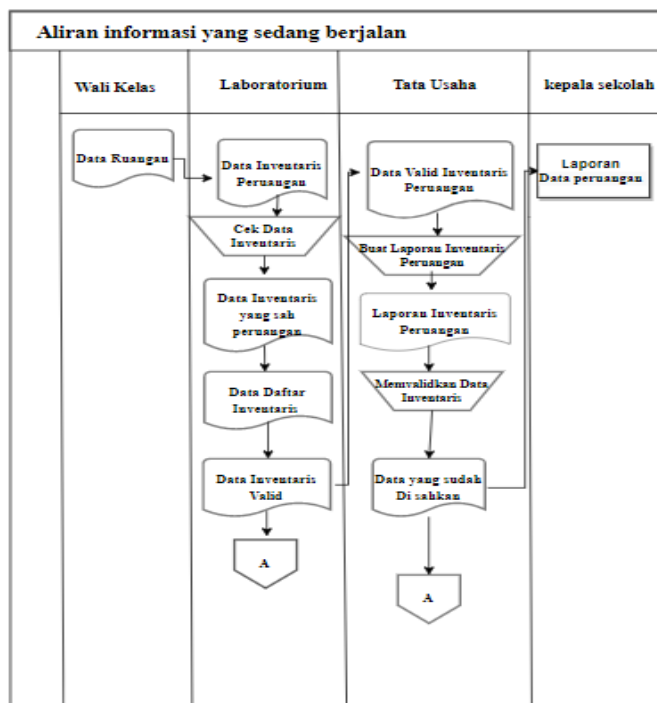 Aliran informasi yang sedang berjalan
Wali Kelas
Laboratorium
Tata Usaha
kepala sekolah
Data Ruangan
Data Inventaris
Peruangan
Cek Data
Inventaris
Data Inventaris
yang sah
peruangan
Data Daftar
Inventaris
Data Inventaris
Valid
A
Data Valid Inventaris
Peruangan
Buat Laporan Inventaris
Peruangan
Laporan Inventaris
Peruangan
Memvalidkan Data
Inventaris
Data yang sudah
Di sahkan
A
Laporan
Data peruangan